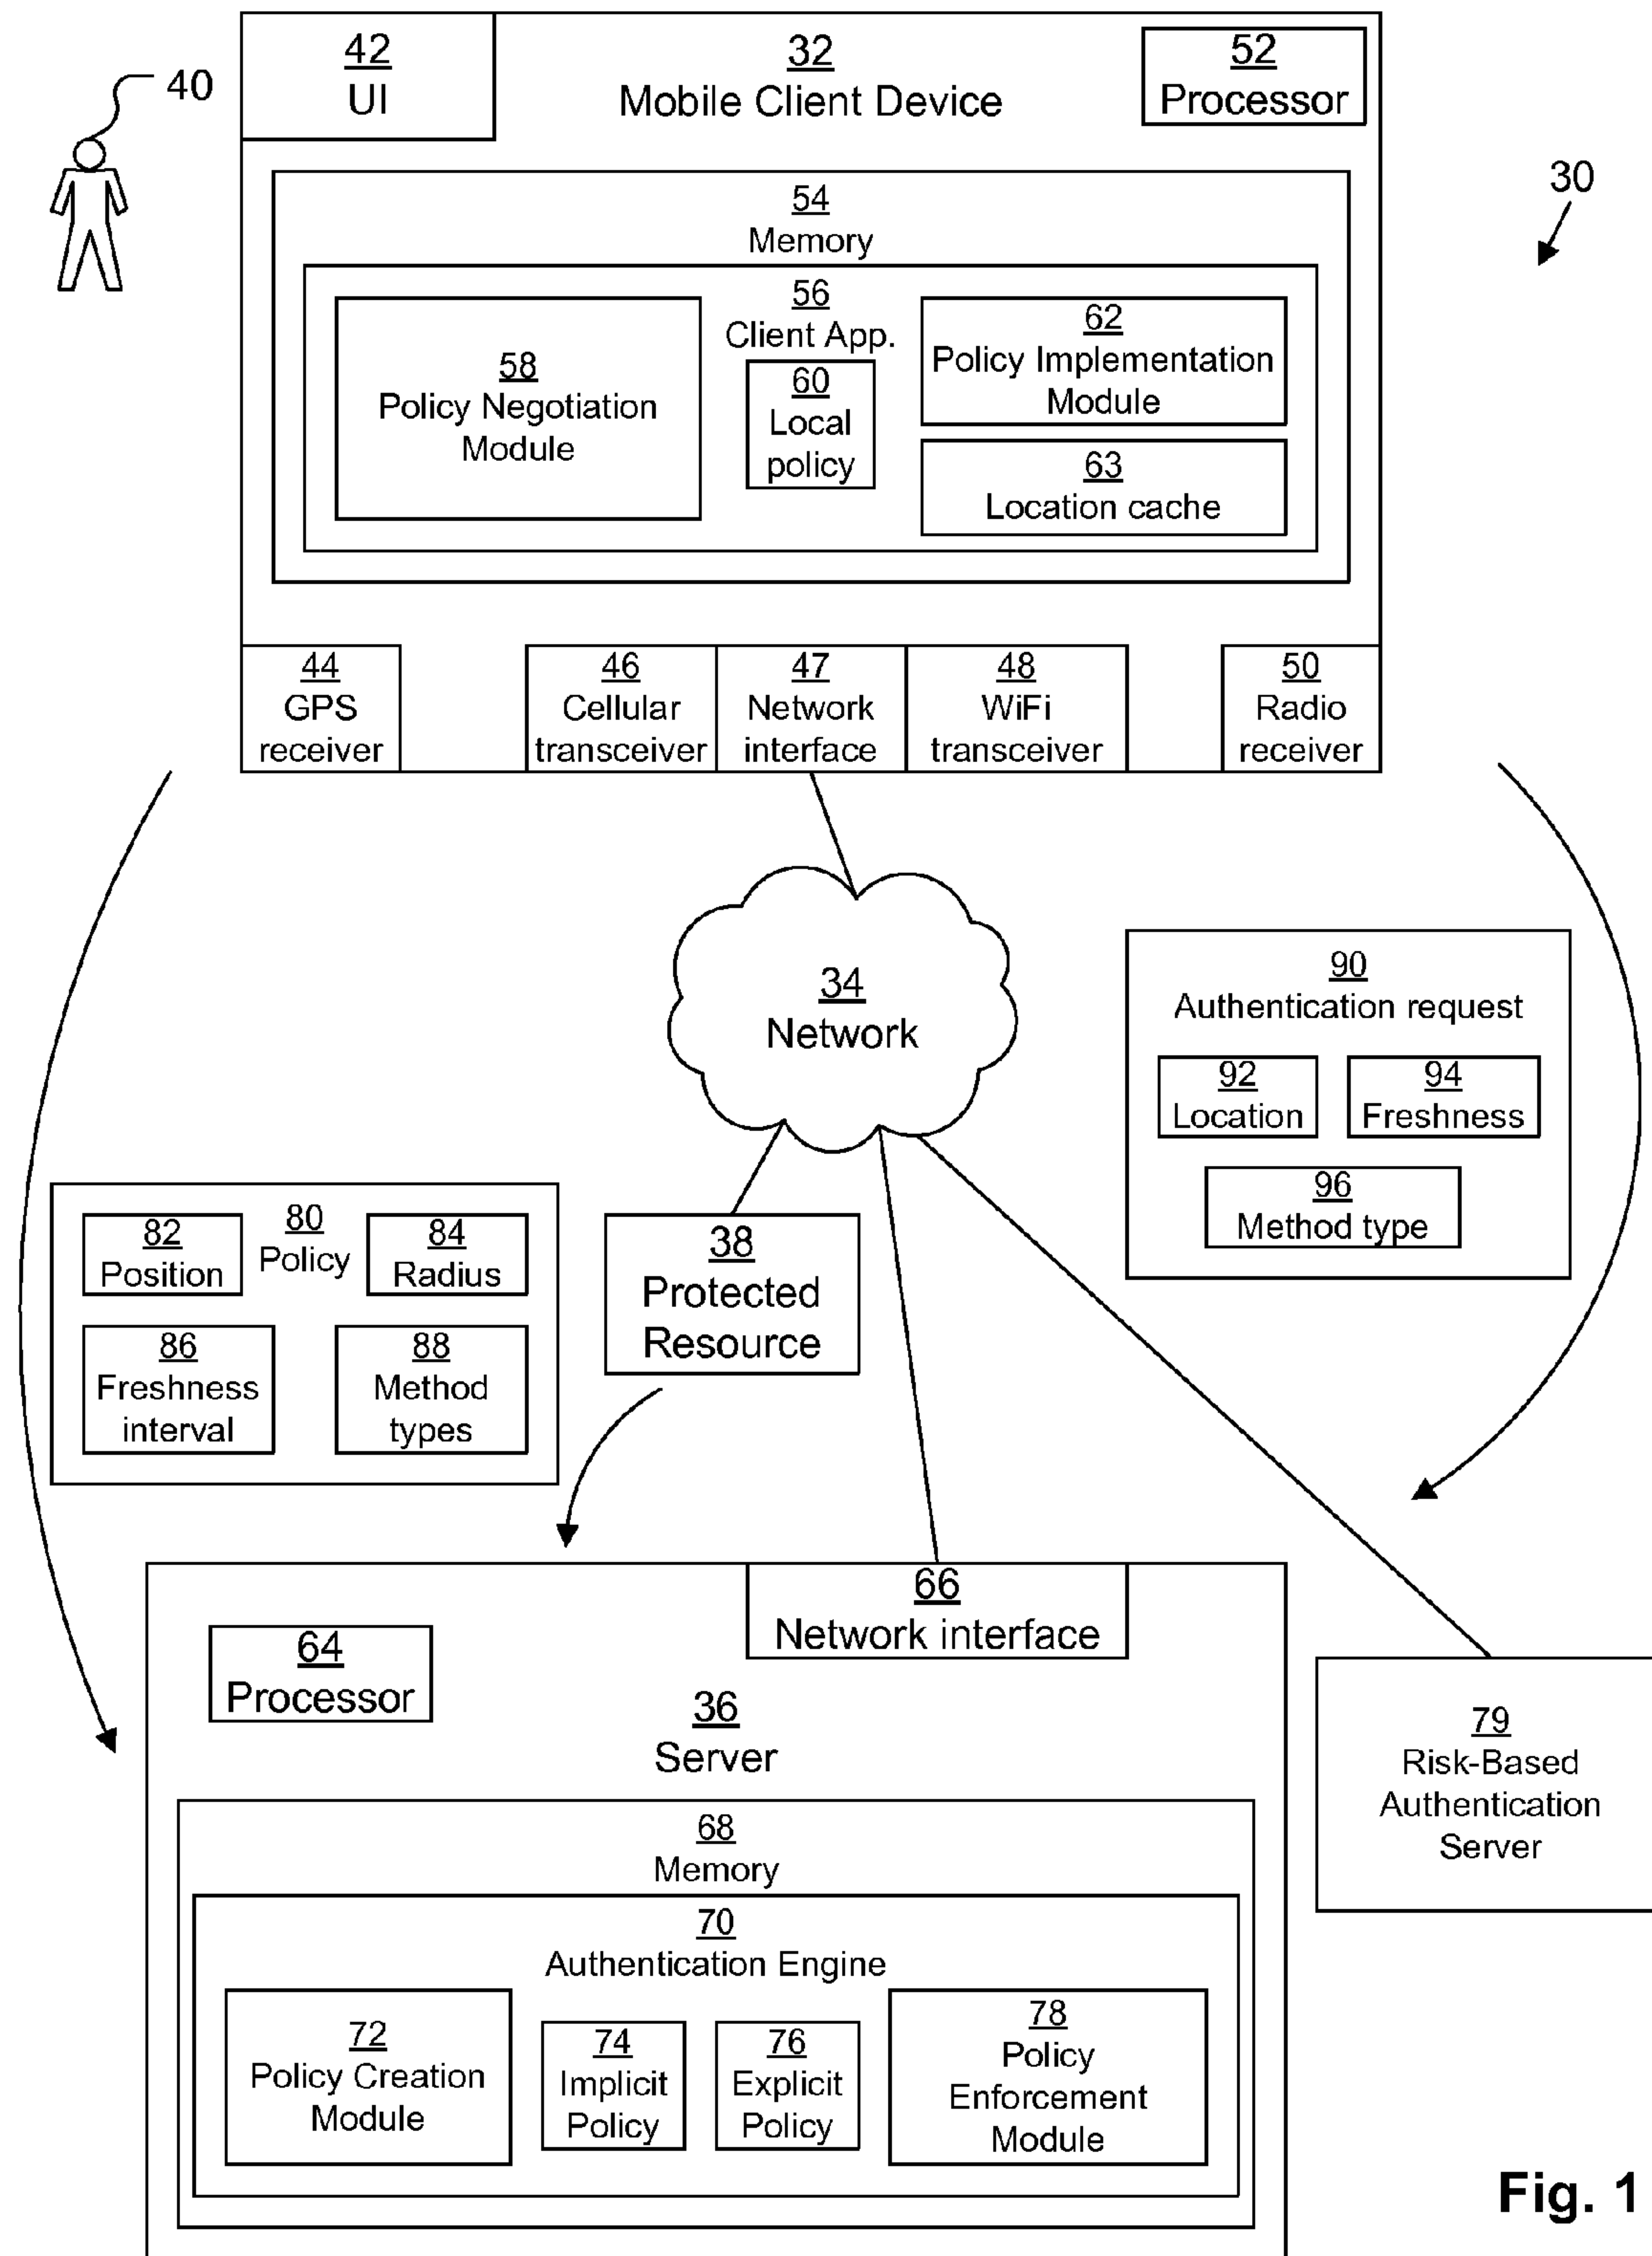 40
42
UI
32
Mobile Client Device
52
Processor
30
54
Memory
56
Client App.
58
Policy Negotiation
Module
60
Local
policy
62
Policy Implementation
Module
63
Location cache
44
GPS
receiver
46
Cellular
transceiver
47
Network
interface
48
WiFi
transceiver
50
Radio
receiver
34
Network
90
Authentication request
92
Location
94
Freshness
96
Method type
80
Policy
82
Position
84
Radius
86
Freshness
interval
88
Method
types
38
Protected
Resource
66
Network interface
64
Processor
36
Server
79
Risk-Based
Authentication
Server
68
Memory
70
Authentication Engine
72
Policy Creation
Module
74
Implicit
Policy
76
Explicit
Policy
78
Policy
Enforcement
Module
Fig. 1